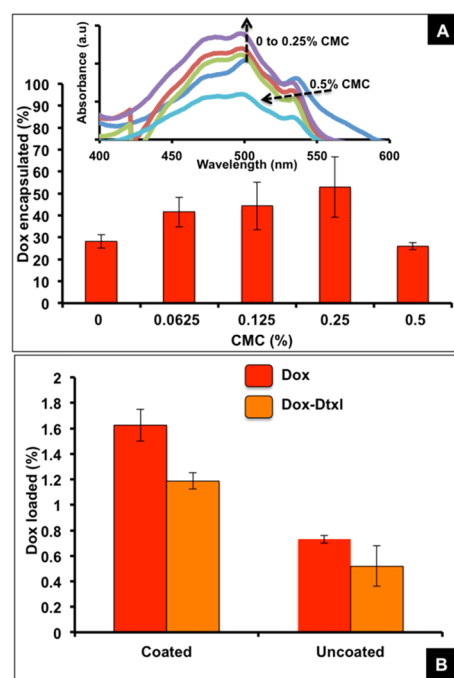 A
Absorbance (a.u)
0 to 0.25% CMC
0.5% CMC
400 450 500 550 600
Wavelength (nm)
Dox encapsulated (%)
100
90
80
70
60
50
40
30
20
10
0
0 0.0625 0.125 0.25 0.5
CMC (%)
Dox
Dox-Dtxl
Dox loaded (%)
2
1.8
1.6
1.4
1.2
1
0.8
0.6
0.4
0.2
0
Coated Uncoated
B